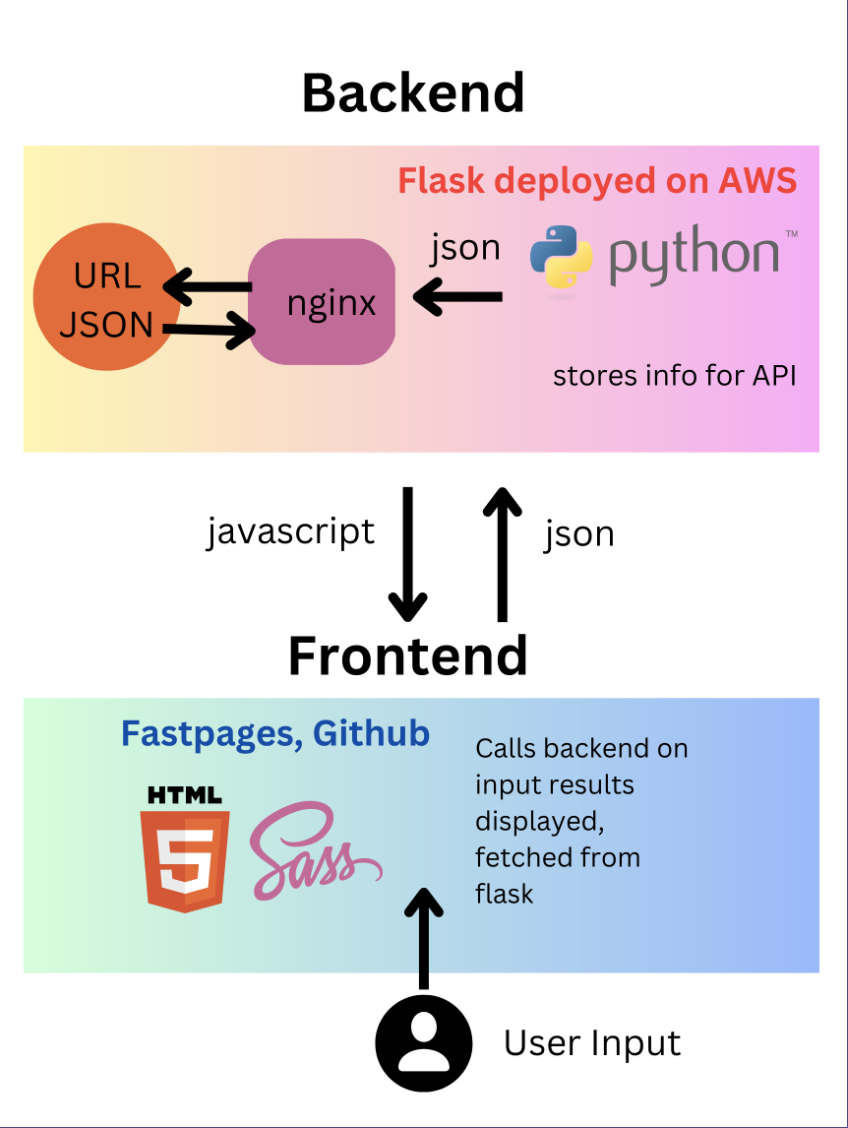 Backend
Flask deployed on AWS
json
python™
URL
JSON
nginx
stores info for API
javascript
json
Frontend
Fastpages, Github
HTML
5
Sass
Calls backend on
input results
displayed,
fetched from
flask
User Input